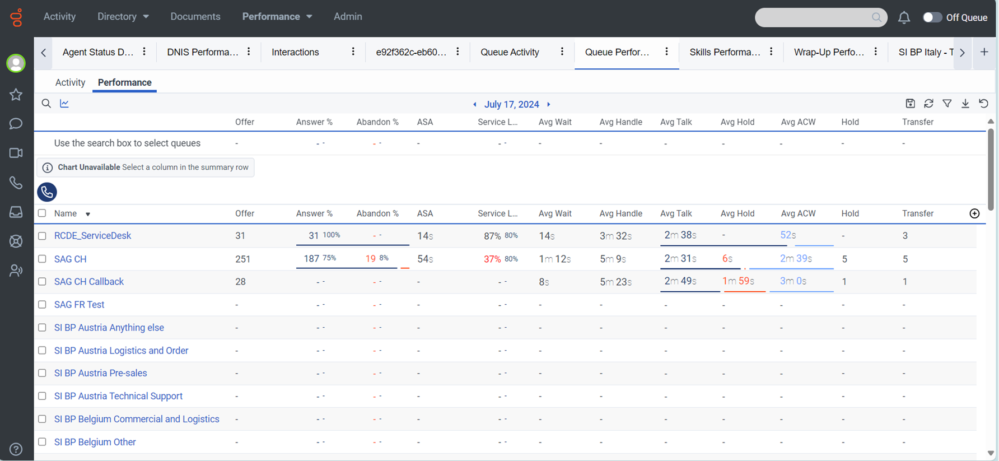 Activity Directory Documents Performance Admin Off Queue
Agent Status D... DNIS Performa... Interactions e92f362c-eb60... Queue Activity Queue Perfor... Skills Performa... Wrap-Up Perfo... SI BP Italy - T
Activity Performance
July 17, 2024
Offer Answer % Abandon % ASA Service L... Avg Wait Avg Handle Avg Talk Avg Hold Avg ACW Hold Transfer
Use the search box to select queues - - - - - - - - - - - - - - -
Chart Unavailable Select a column in the summary row
Name Offer Answer % Abandon % ASA Service L... Avg Wait Avg Handle Avg Talk Avg Hold Avg ACW Hold Transfer
RCDE_ServiceDesk 31 31 100% - - 14s 87% 80% 14s 3m 32s 2m 38s - 52s - 3
SAG CH 251 187 75% 19 8% 54s 37% 80% 1m 12s 5m 9s 2m 31s 6s 2m 39s 5 5
SAG CH Callback 28 - - - - - - - 8s 5m 23s 2m 49s 1m 59s 3m 0s 1 1
SAG FR Test - - - - - - - - - - - - - - -
SI BP Austria Anything else - - - - - - - - - - - - - - -
SI BP Austria Logistics and Order - - - - - - - - - - - - - - -
SI BP Austria Pre-sales - - - - - - - - - - - - - - -
SI BP Austria Technical Support - - - - - - - - - - - - - - -
SI BP Belgium Commercial and Logistics - - - - - - - - - - - - - - -
SI BP Belgium Other - - - - - - - - - - - - - - -